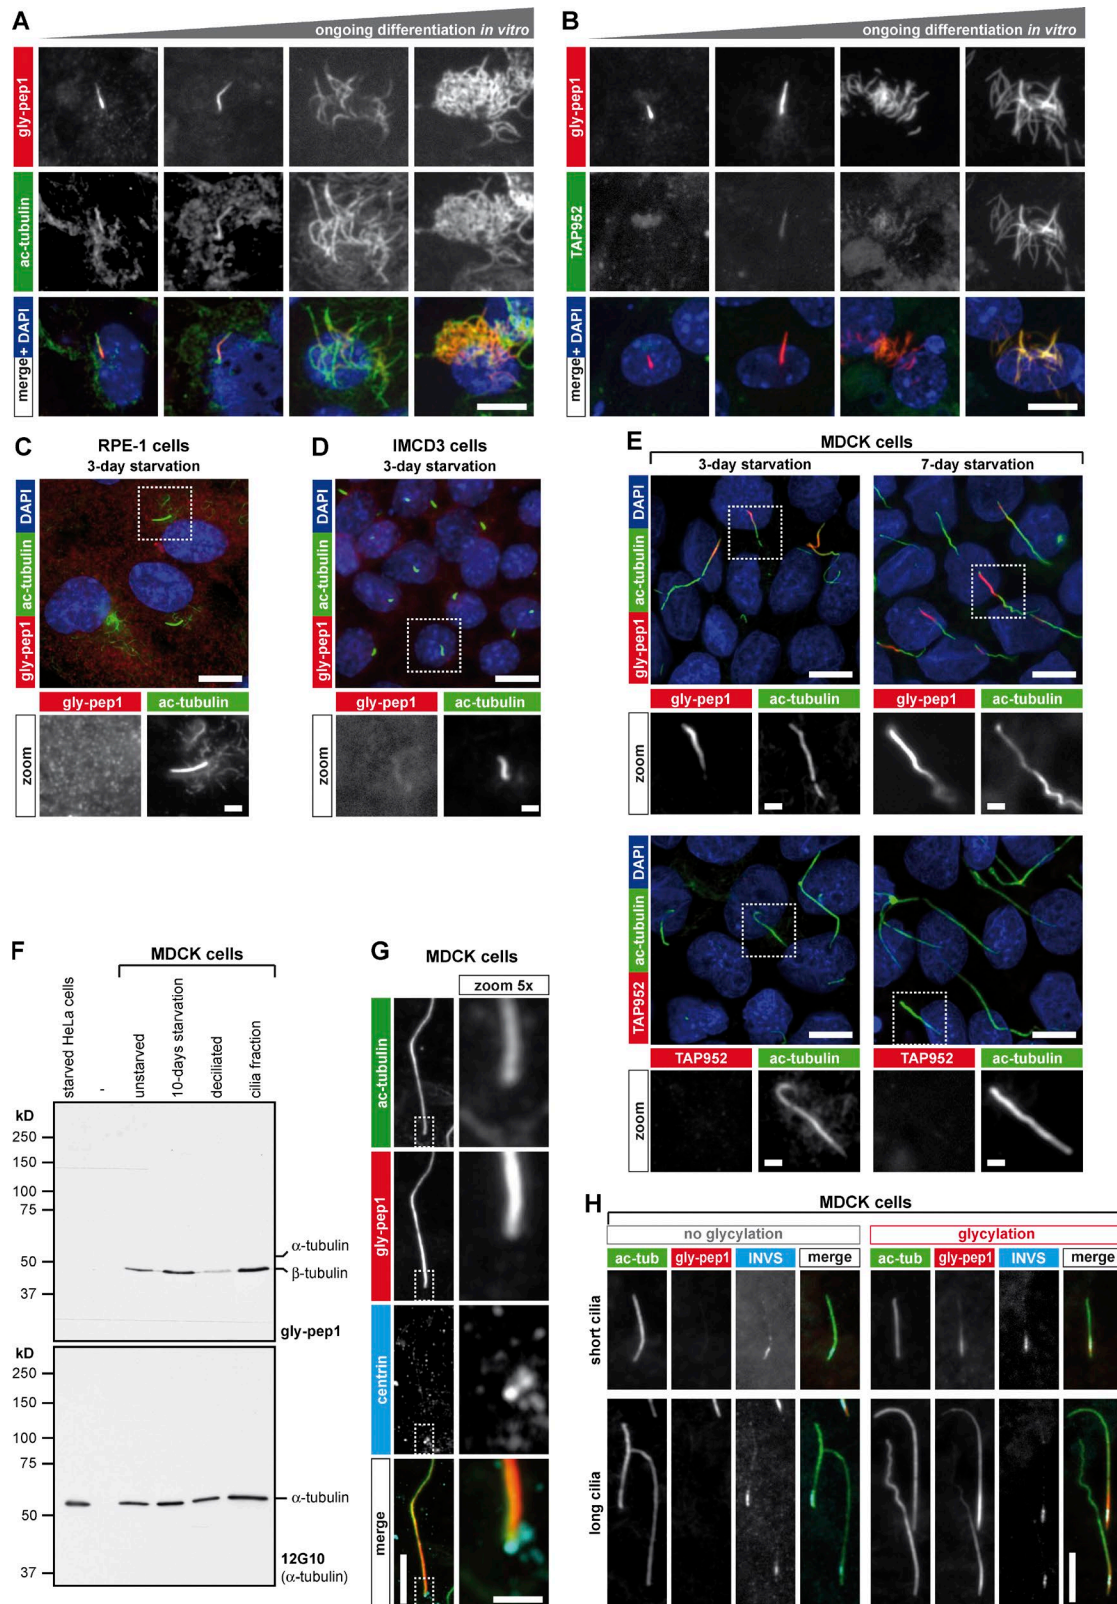 A
ongoing differentiation in vitro
gly-pep1
ac-tubulin
merge + DAPI
B
ongoing differentiation in vitro
gly-pep1
TAP952
merge + DAPI
C
RPE-1 cells
3-day starvation
gly-pep1 ac-tubulin DAPI
gly-pep1 ac-tubulin
zoom
D
IMCD3 cells
3-day starvation
gly-pep1 ac-tubulin DAPI
gly-pep1 ac-tubulin
zoom
E
MDCK cells
3-day starvation 7-day starvation
gly-pep1 ac-tubulin DAPI
gly-pep1 ac-tubulin gly-pep1 ac-tubulin
zoom
TAP952 ac-tubulin DAPI
TAP952 ac-tubulin TAP952 ac-tubulin
zoom
F
MDCK cells
starved HeLa cells
-
unstarved
10-days starvation
deciliated
cilia fraction
kD
250
150
100
75
50
37
α-tubulin
β-tubulin
gly-pep1
kD
250
150
100
75
50
37
α-tubulin
12G10
(α-tubulin)
G
MDCK cells
zoom 5x
ac-tubulin
gly-pep1
centrin
merge
H
MDCK cells
no glycylation glycylation
ac-tub gly-pep1 INVS merge ac-tub gly-pep1 INVS merge
short cilia
long cilia